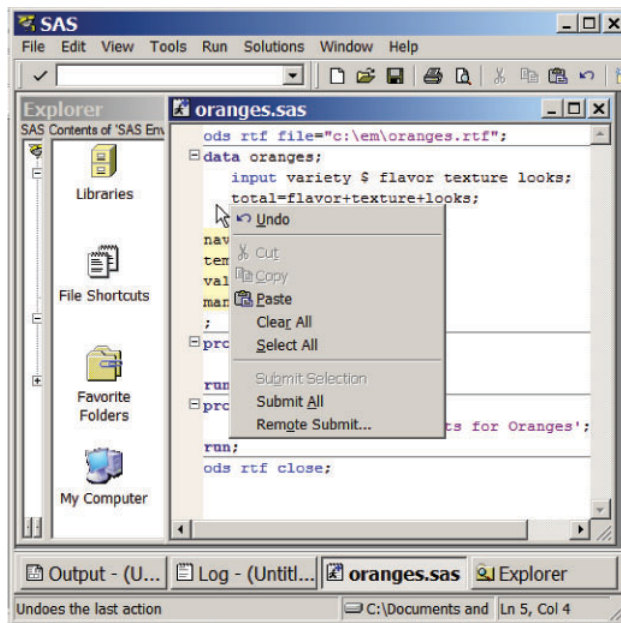 SAS
File Edit View Tools Run Solutions Window Help
Explorer
SAS Contents of 'SAS Env
Libraries
File Shortcuts
Favorite
Folders
My Computer
oranges.sas
ods rtf file="c:\em\oranges.rtf";
data oranges;
input variety $ flavor texture looks;
total=flavor+texture+looks;
nav
tem
val
man
;
proc
run
proc
ts for Oranges';
run;
ods rtf close;
Undo
Cut
Copy
Paste
Clear All
Select All
Submit Selection
Submit All
Remote Submit...
Output - (U...
Log - (Untitl...
oranges.sas
Explorer
Undoes the last action
C:\Documents and
Ln 5, Col 4